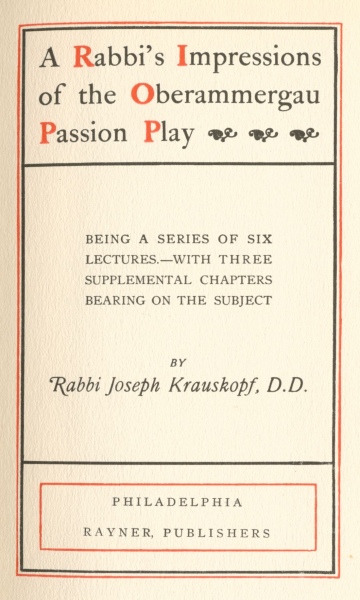 A Rabbi's Impressions
of the Oberammergau
Passion Play
BEING A SERIES OF SIX
LECTURES.—WITH THREE
SUPPLEMENTAL CHAPTERS
BEARING ON THE SUBJECT
BY
Rabbi Joseph Krauskopf, D.D.
PHILADELPHIA
RAYNER, PUBLISHERS